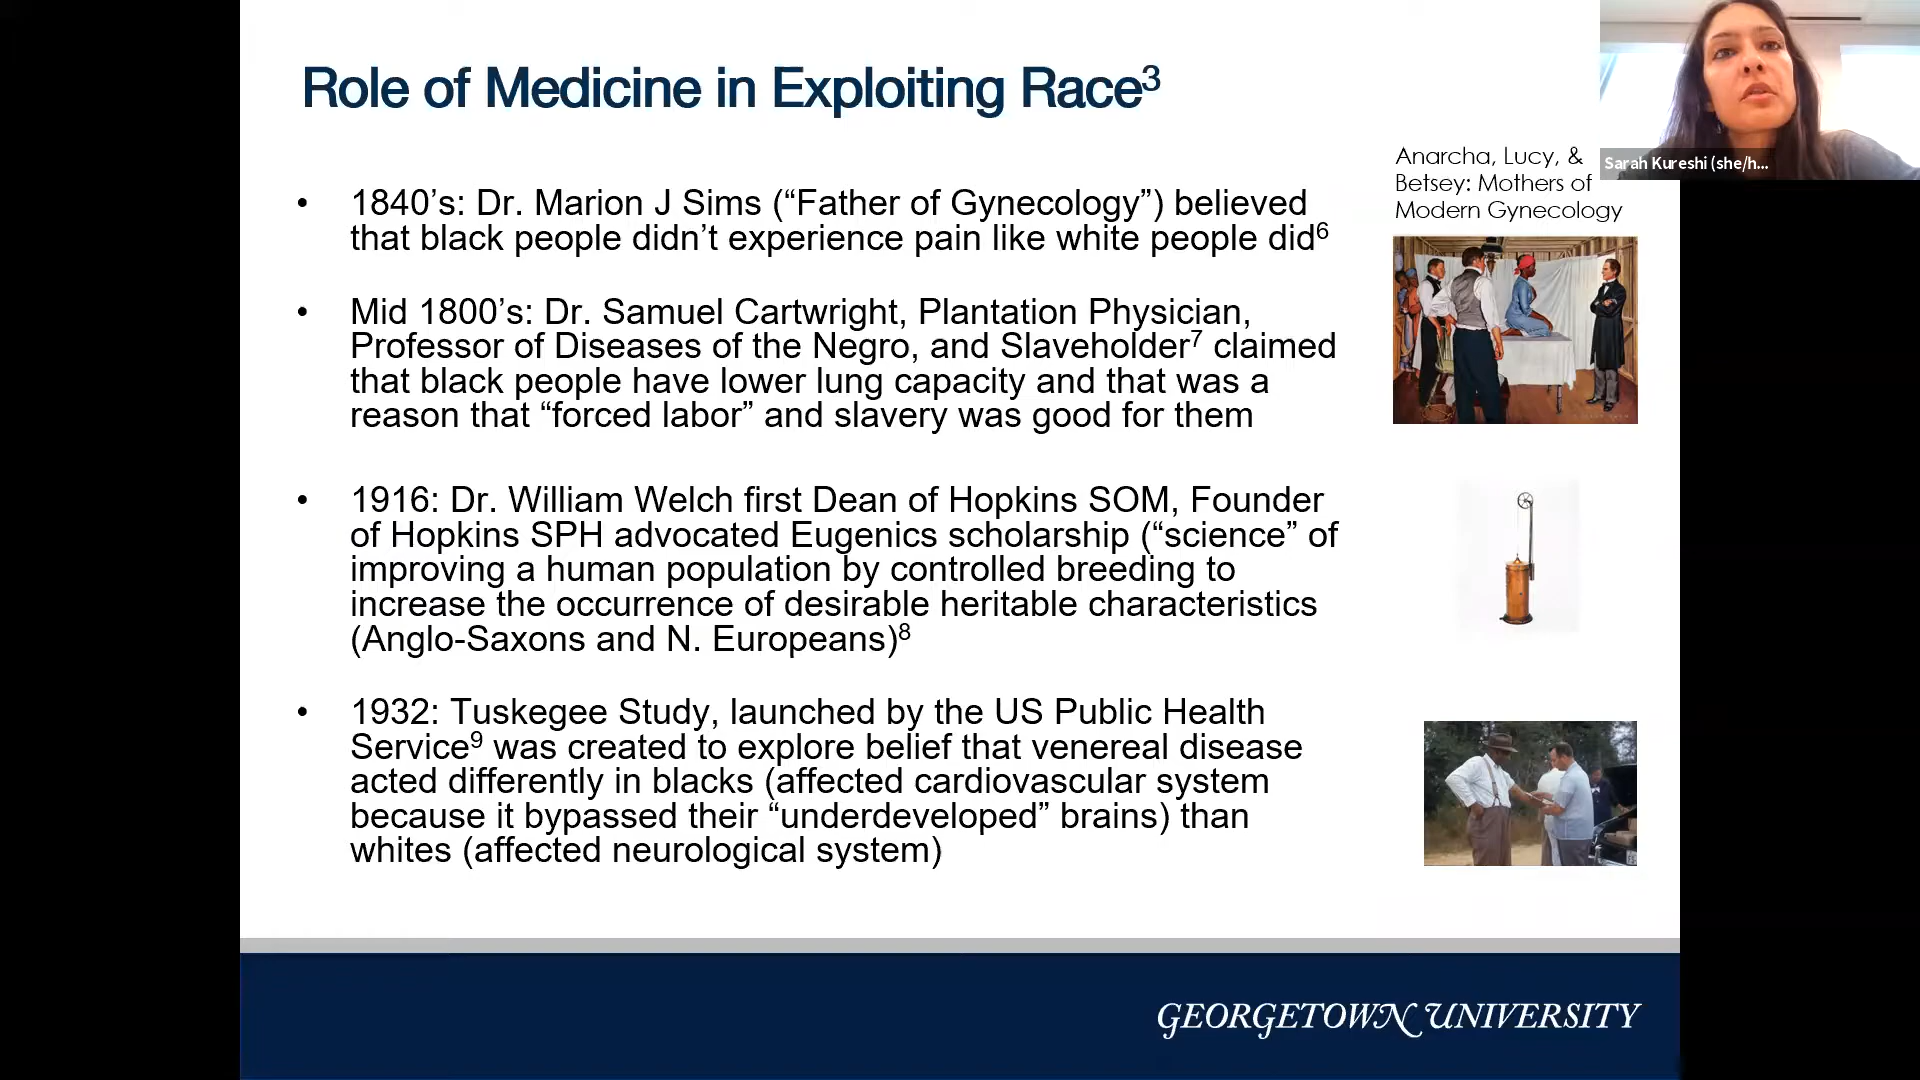 Role of Medicine in Exploiting Race3
Anarcha, Lucy, &
Betsey: Mothers of
Modern Gynecology
Sarah Kureshi (she/h...
• 1840’s: Dr. Marion J Sims (“Father of Gynecology”) believed
that black people didn’t experience pain like white people did6
• Mid 1800’s: Dr. Samuel Cartwright, Plantation Physician,
Professor of Diseases of the Negro, and Slaveholder7 claimed
that black people have lower lung capacity and that was a
reason that “forced labor” and slavery was good for them
• 1916: Dr. William Welch first Dean of Hopkins SOM, Founder
of Hopkins SPH advocated Eugenics scholarship (“science” of
improving a human population by controlled breeding to
increase the occurrence of desirable heritable characteristics
(Anglo-Saxons and N. Europeans)8
• 1932: Tuskegee Study, launched by the US Public Health
Service9 was created to explore belief that venereal disease
acted differently in blacks (affected cardiovascular system
because it bypassed their “underdeveloped” brains) than
whites (affected neurological system)
GEORGETOWN UNIVERSITY